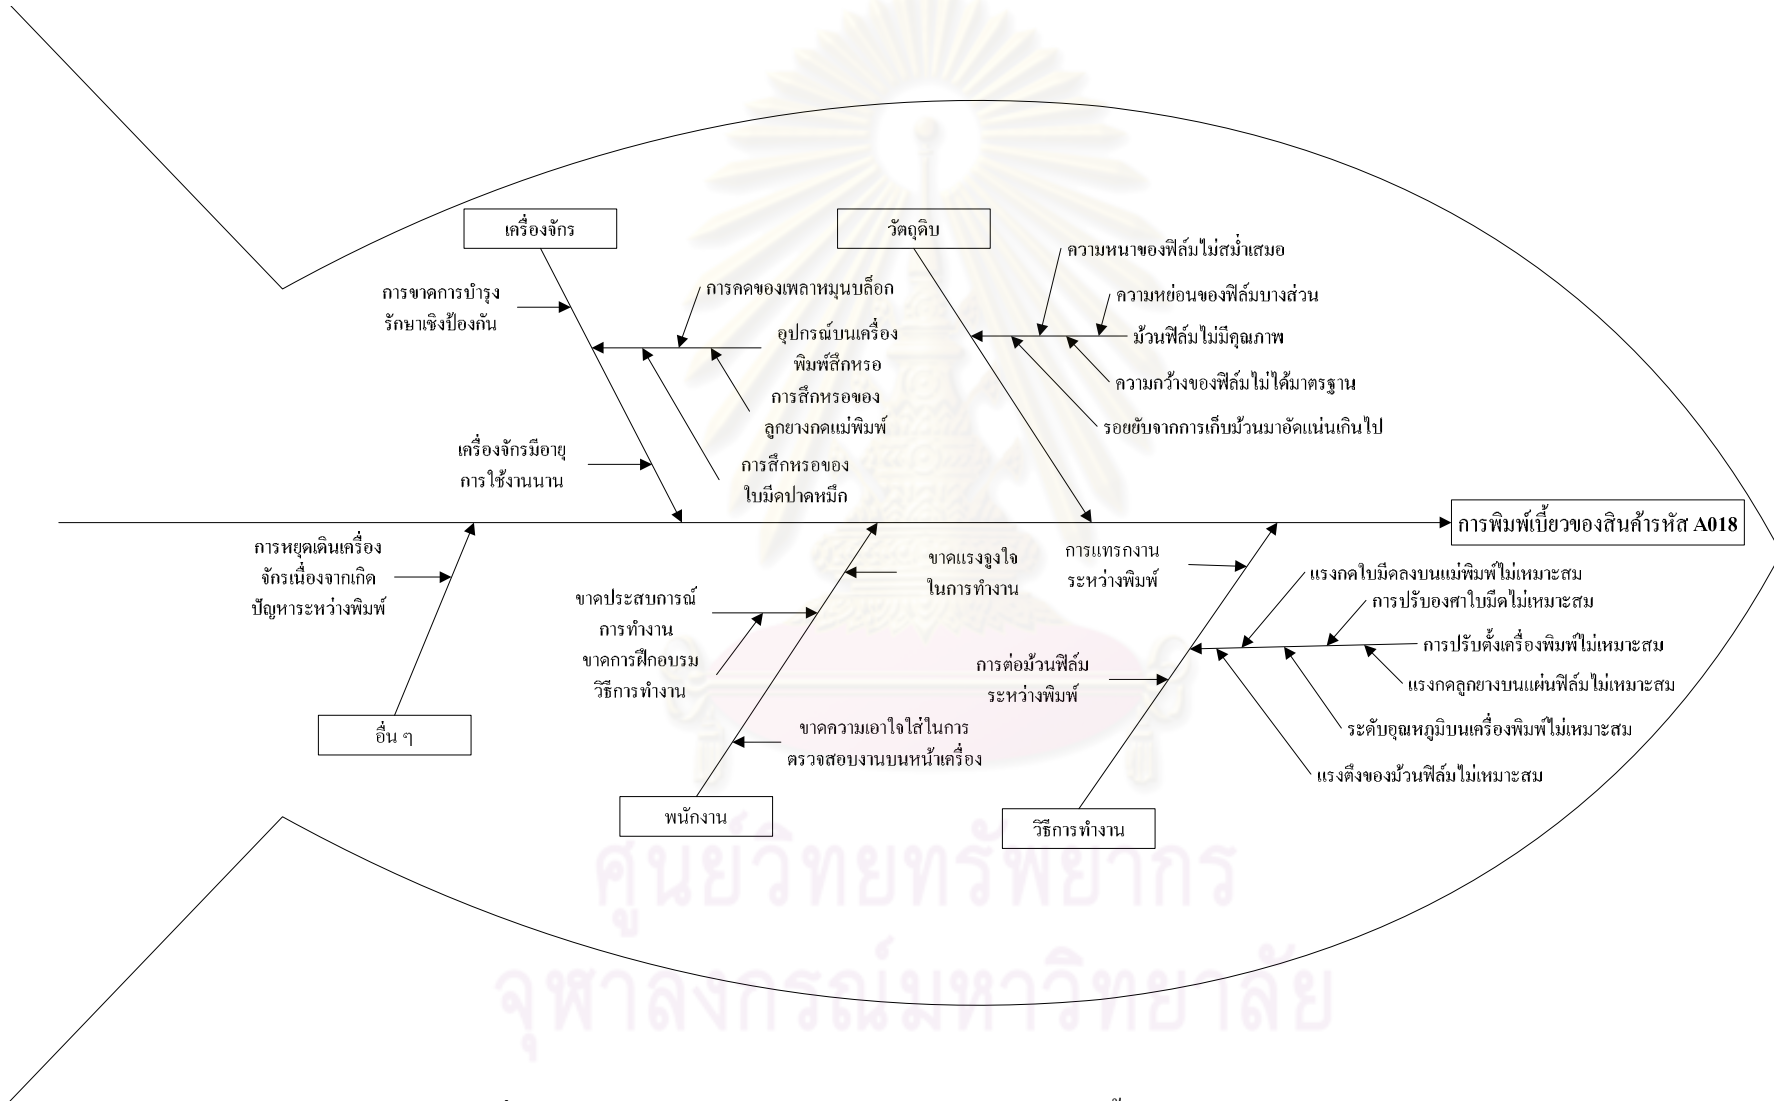 เครื่องจักร
วัตถุดิบ
การขาดการบำรุง
รักษาเชิงป้องกัน
การคดของเพลาหมุนบล็อก
อุปกรณ์บนเครื่อง
พิมพ์สึกหรอ
การสึกหรอของ
ลูกยางกดแม่พิมพ์
การสึกหรอของ
ใบมีดปาดหมึก
เครื่องจักรมีอายุ
การใช้งานนาน
ความหนาของฟิล์มไม่สม่ำเสมอ
ความหย่อนของฟิล์มบางส่วน
ม้วนฟิล์มไม่มีคุณภาพ
ความกว้างของฟิล์มไม่ได้มาตรฐาน
รอยยับจากการเก็บม้วนมาอัดแน่นเกินไป
การพิมพ์เบี้ยวของสินค้ารหัส A018
การหยุดเดินเครื่อง
จักรเนื่องจากเกิด
ปัญหาระหว่างพิมพ์
อื่น ๆ
ขาดแรงจูงใจ
ในการทำงาน
ขาดประสบการณ์
การทำงาน
ขาดการฝึกอบรม
วิธีการทำงาน
ขาดความเอาใจใส่ในการ
ตรวจสอบงานบนหน้าเครื่อง
พนักงาน
การแทรกงาน
ระหว่างพิมพ์
การต่อม้วนฟิล์ม
ระหว่างพิมพ์
แรงกดใบมีดลงบนแม่พิมพ์ไม่เหมาะสม
การปรับองศาใบมีดไม่เหมาะสม
การปรับตั้งเครื่องพิมพ์ไม่เหมาะสม
แรงกดลูกยางบนแผ่นฟิล์มไม่เหมาะสม
ระดับอุณหภูมิบนเครื่องพิมพ์ไม่เหมาะสม
แรงตึงของม้วนฟิล์มไม่เหมาะสม
วิธีการทำงาน
ศูนย์วิทยทรัพยากร
จุฬาลงกรณ์มหาวิทยาลัย